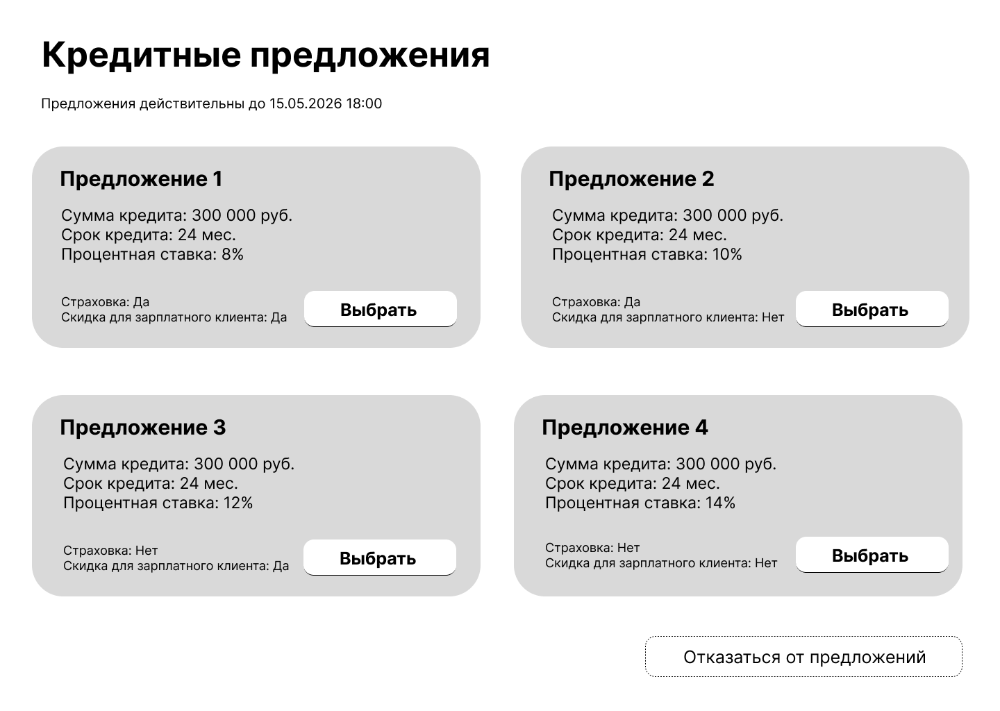 Кредитные предложения
Предложения действительны до 15.05.2026 18:00
Предложение 1
Сумма кредита: 300 000 руб.
Срок кредита: 24 мес.
Процентная ставка: 8%
Страховка: Да
Скидка для зарплатного клиента: Да
Выбрать
Предложение 2
Сумма кредита: 300 000 руб.
Срок кредита: 24 мес.
Процентная ставка: 10%
Страховка: Да
Скидка для зарплатного клиента: Нет
Выбрать
Предложение 3
Сумма кредита: 300 000 руб.
Срок кредита: 24 мес.
Процентная ставка: 12%
Страховка: Нет
Скидка для зарплатного клиента: Да
Выбрать
Предложение 4
Сумма кредита: 300 000 руб.
Срок кредита: 24 мес.
Процентная ставка: 14%
Страховка: Нет
Скидка для зарплатного клиента: Нет
Выбрать
Отказаться от предложений